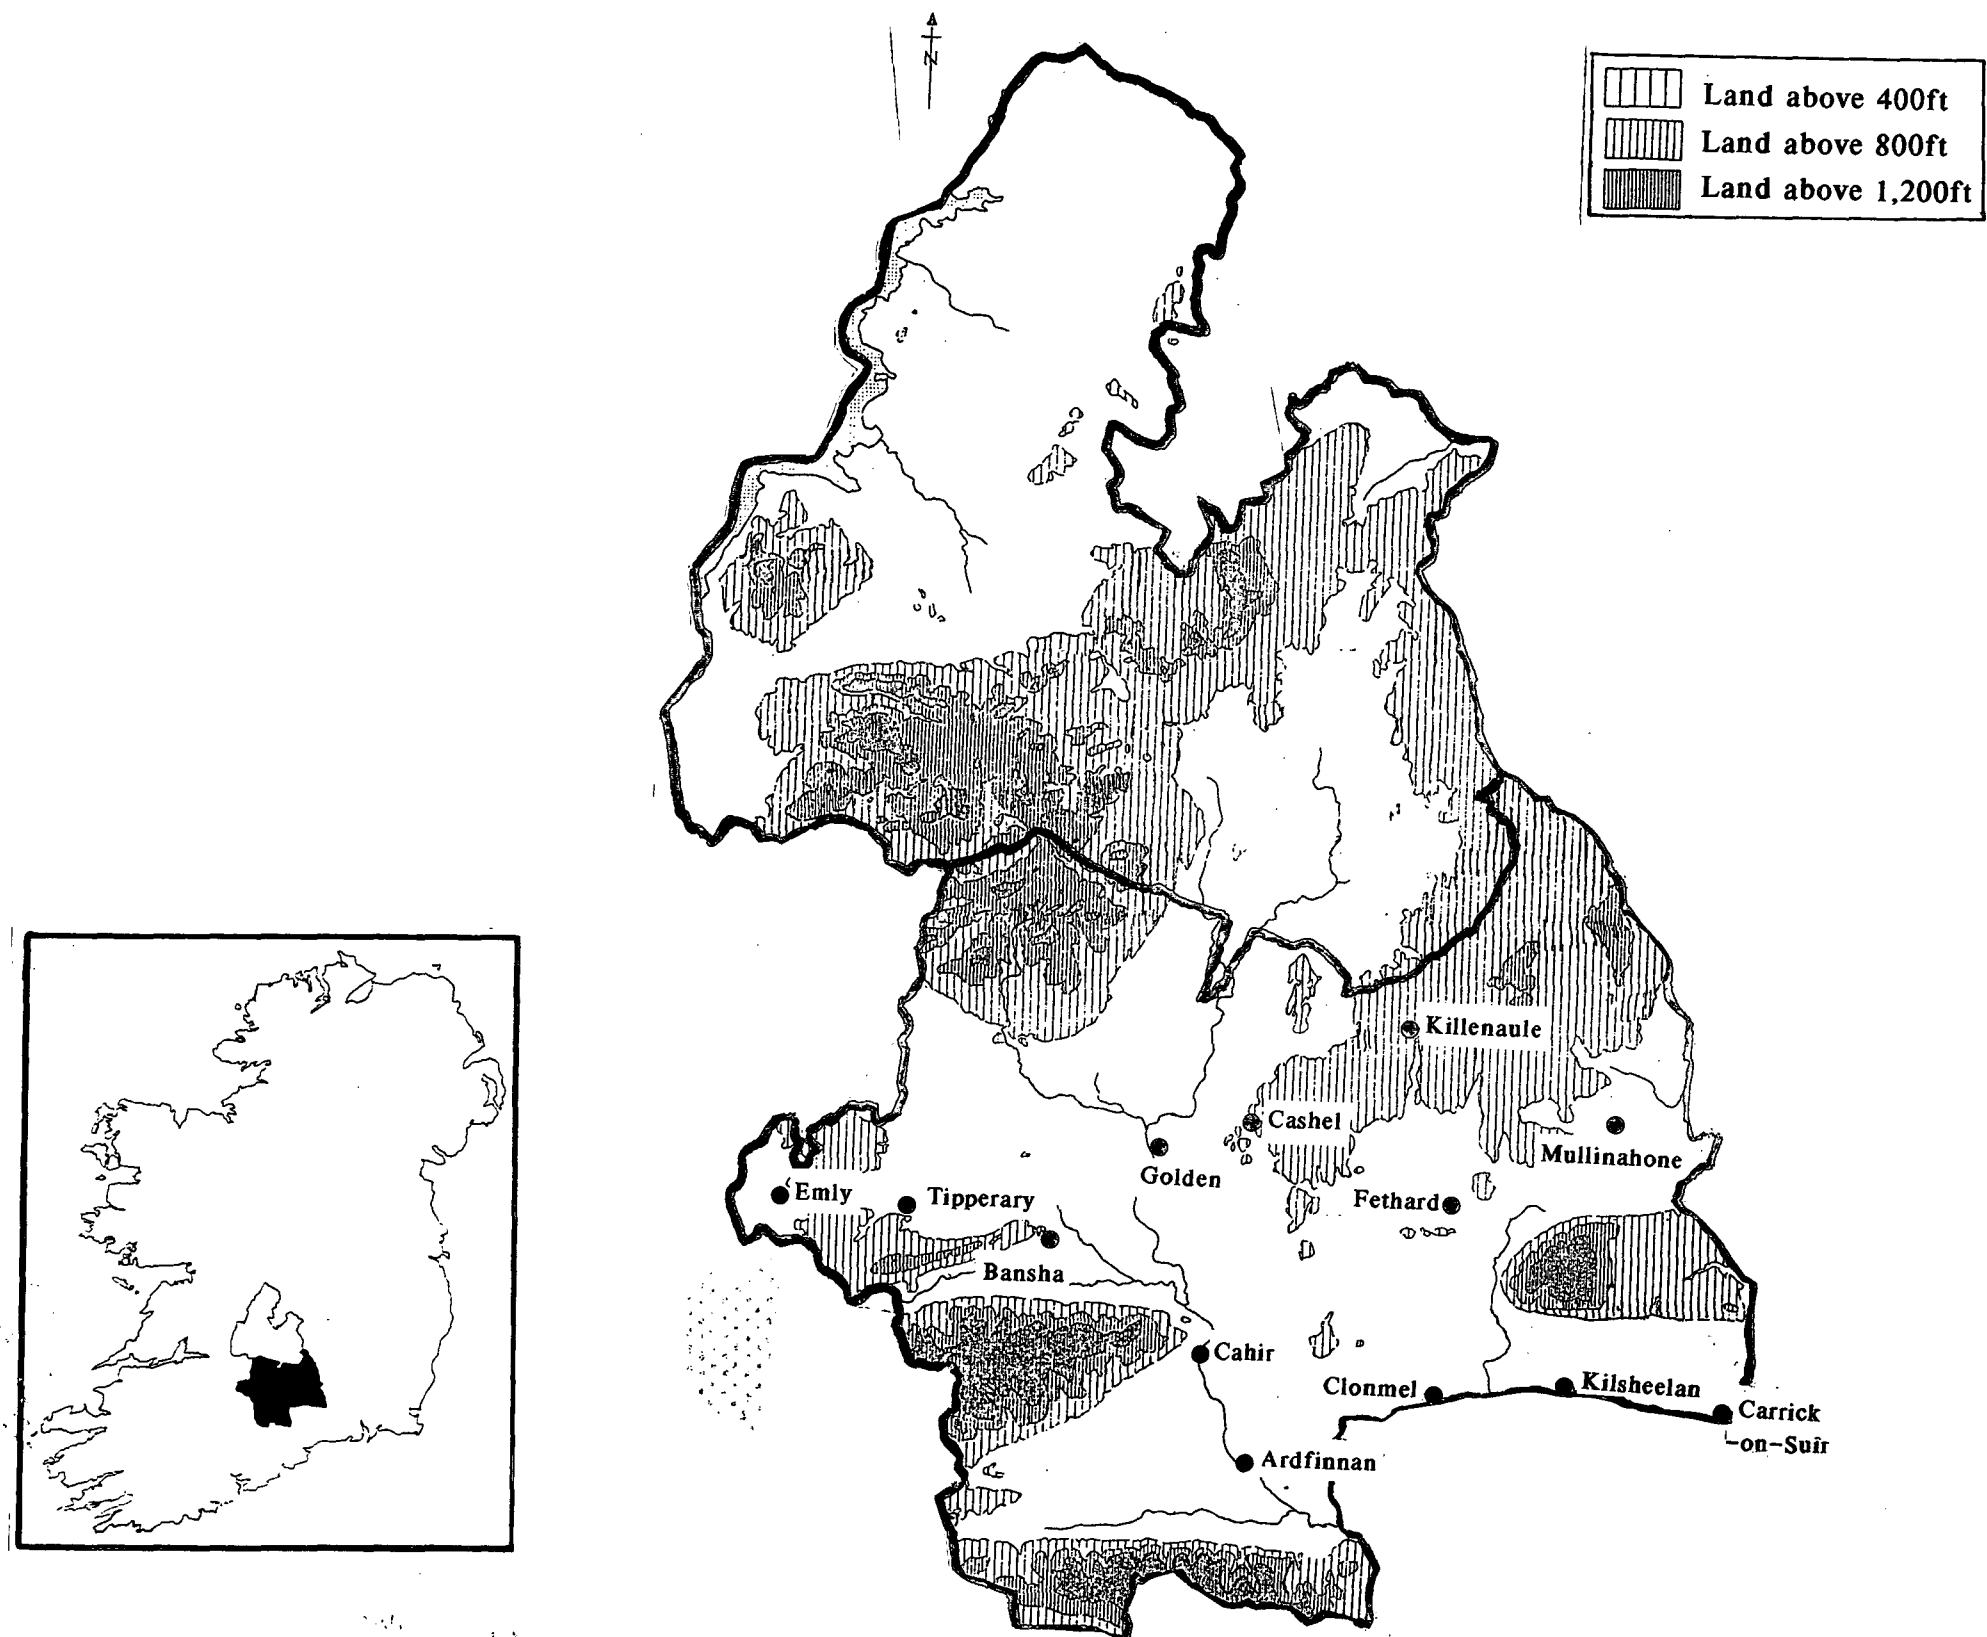 N
Land above 400ft
Land above 800ft
Land above 1,200ft
Killenaule
Cashel
Mullinahone
Golden
Emly
Tipperary
Fethard
Bansha
Cahir
Clonmel
Kilsheelan
Carrick
-on-Suir
Ardfinnan